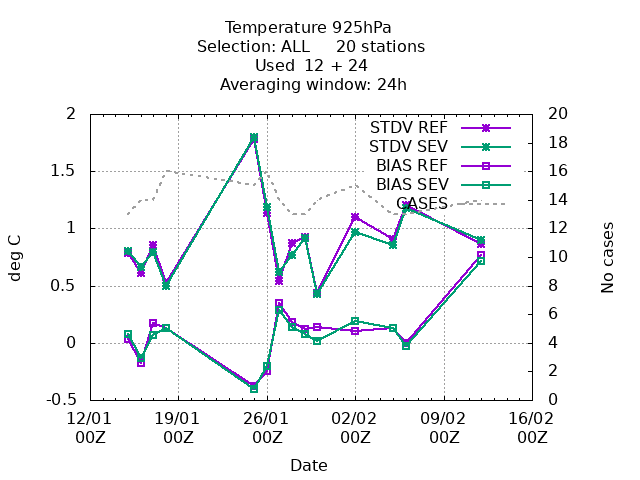 Temperature 925hPa
Selection: ALL     20 stations
Used  12 + 24
Averaging window: 24h
STDV REF
STDV SEV
BIAS REF
BIAS SEV
CASES
deg C
2
1.5
1
0.5
0
-0.5
No cases
20
18
16
14
12
10
8
6
4
2
0
12/01 00Z
19/01 00Z
26/01 00Z
02/02 00Z
09/02 00Z
16/02 00Z
Date